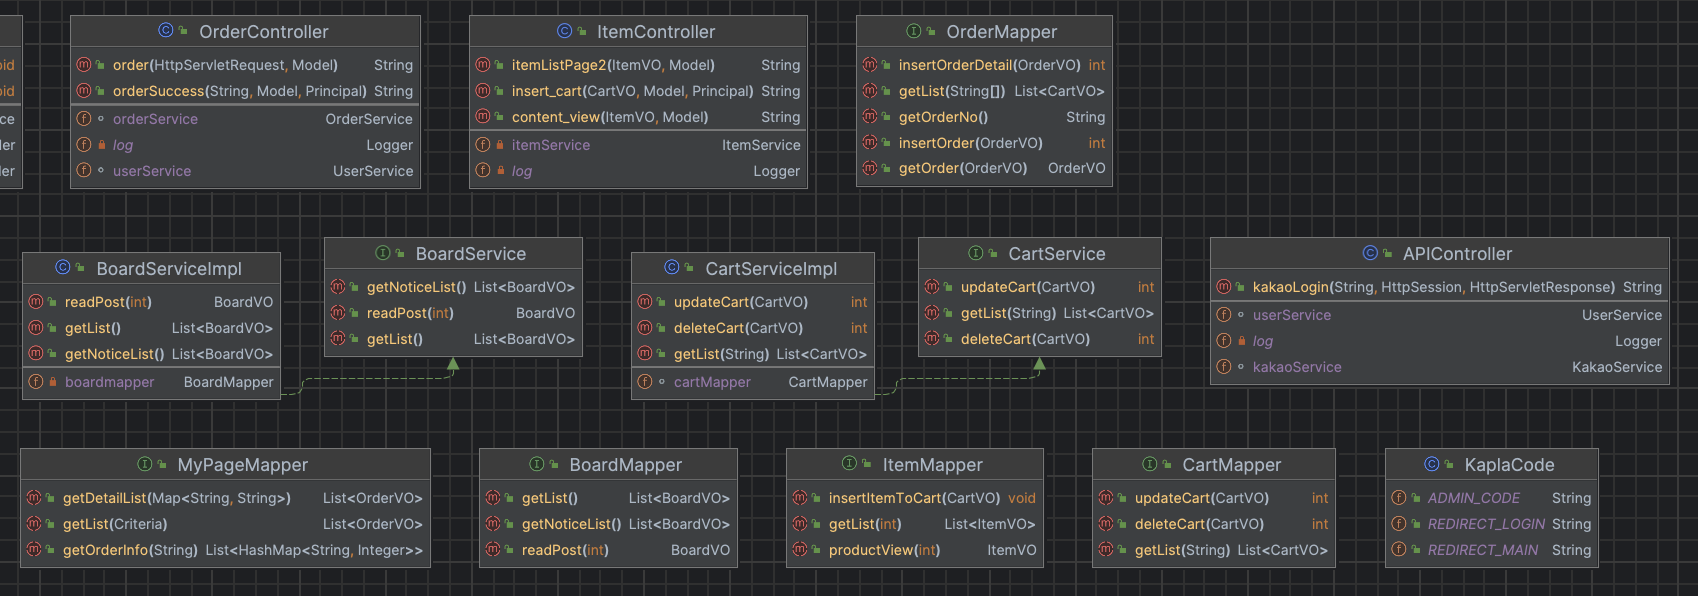 oid
oid
ce
er
er
OrderController
order(HttpServletRequest, Model) String
orderSuccess(String, Model, Principal) String
orderService OrderService
log Logger
userService UserService
ItemController
itemListPage2(ItemVO, Model) String
insert_cart(CartVO, Model, Principal) String
content_view(ItemVO, Model) String
itemService ItemService
log Logger
OrderMapper
insertOrderDetail(OrderVO) int
getList(String[]) List<CartVO>
getOrderNo() String
insertOrder(OrderVO) int
getOrder(OrderVO) OrderVO
BoardServiceImpl
readPost(int) BoardVO
getList() List<BoardVO>
getNoticeList() List<BoardVO>
boardmapper BoardMapper
BoardService
getNoticeList() List<BoardVO>
readPost(int) BoardVO
getList() List<BoardVO>
CartServiceImpl
updateCart(CartVO) int
deleteCart(CartVO) int
getList(String) List<CartVO>
cartMapper CartMapper
CartService
updateCart(CartVO) int
getList(String) List<CartVO>
deleteCart(CartVO) int
APIController
kakaoLogin(String, HttpSession, HttpServletResponse) String
userService UserService
log Logger
kakaoService KakaoService
MyPageMapper
getDetailList(Map<String, String>) List<OrderVO>
getList(Criteria) List<OrderVO>
getOrderInfo(String) List<HashMap<String, Integer>>
BoardMapper
getList() List<BoardVO>
getNoticeList() List<BoardVO>
readPost(int) BoardVO
ItemMapper
insertItemToCart(CartVO) void
getList(int) List<ItemVO>
productView(int) ItemVO
CartMapper
updateCart(CartVO) int
deleteCart(CartVO) int
getList(String) List<CartVO>
KaplaCode
ADMIN_CODE String
REDIRECT_LOGIN String
REDIRECT_MAIN String